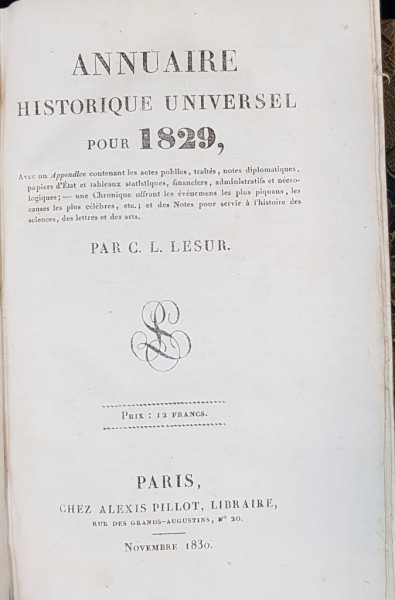 ANNUAIRE
HISTORIQUE UNIVERSEL
POUR 1829,
Avec un Appendice contenant les actes publics, traités, notes diplomatiques,
papiers d'État et tableaux statistiques, financiers, administratifs et nécro-
logiques; — une Chronique offrant les événemens les plus piquans, les
causes les plus célèbres, etc.; et des Notes pour servir à l'histoire des
sciences, des lettres et des arts.
PAR C. L. LESUR.
PRIX : 12 FRANCS.
PARIS,
CHEZ ALEXIS PILLOT, LIBRAIRE,
RUE DES GRANDS-AUGUSTINS, N° 20.
NOVEMBRE 1830.